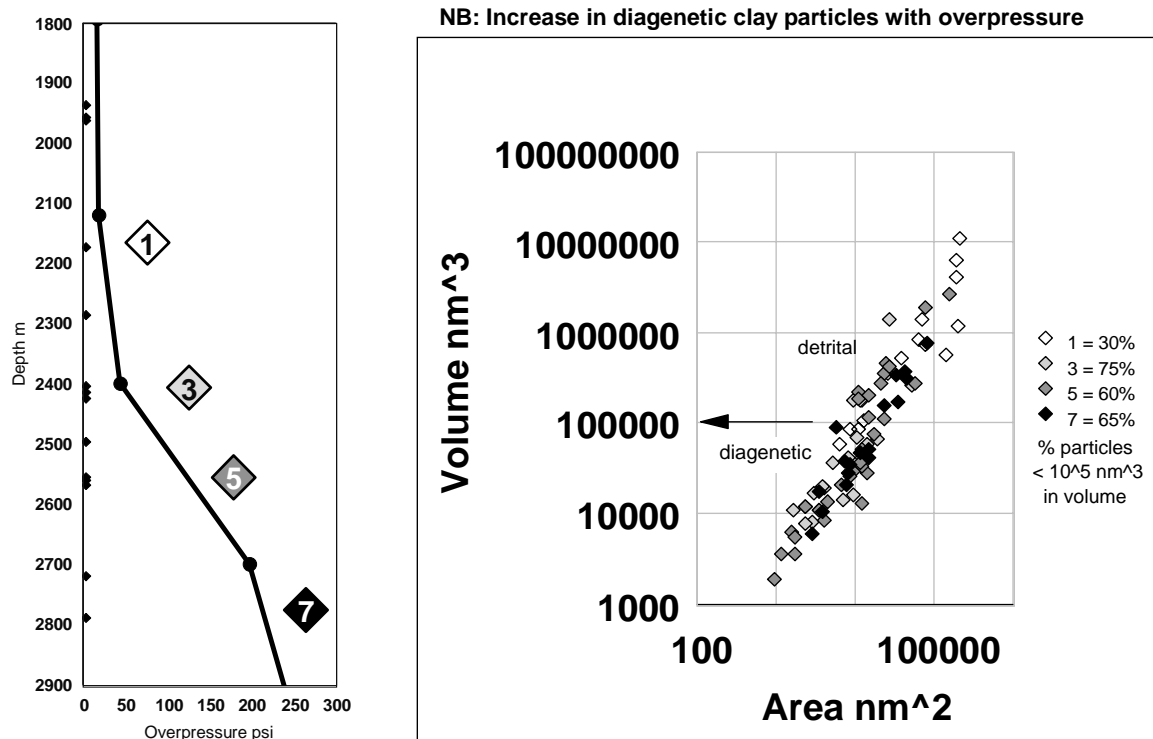 NB: Increase in diagenetic clay particles with overpressure
1800
1900
2000
2100
2200
2300
2400
2500
2600
2700
2800
2900
Depth m
0 50 100 150 200 250 300
Overpressure psi
1
3
5
7
Volume nm^3
100000000
10000000
1000000
100000
10000
1000
detrital
diagenetic
100 100000
Area nm^2
1 = 30%
3 = 75%
5 = 60%
7 = 65%
% particles
< 10^5 nm^3
in volume